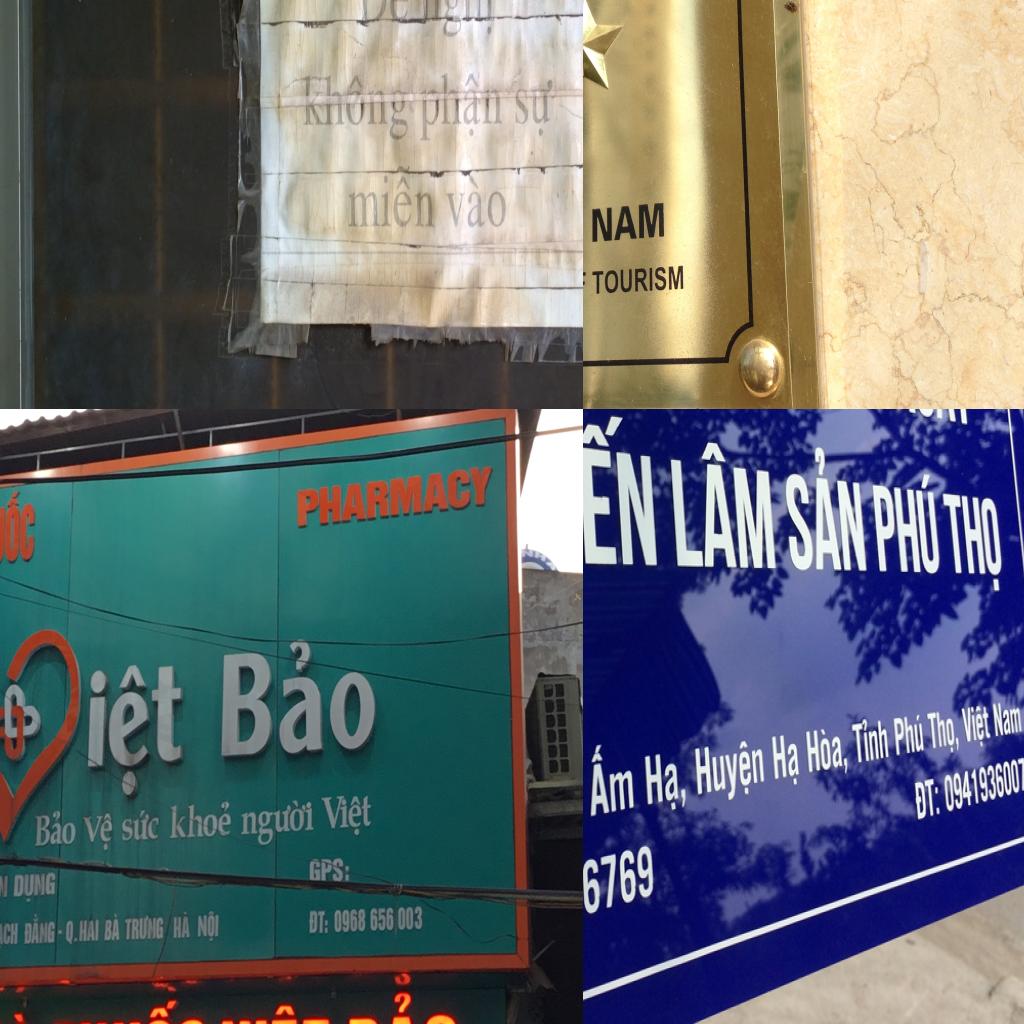 Đề nghị
không phận sự
miễn vào
NAM
TOURISM
PHARMACY
iệt Bảo
Bảo Vệ sức khoẻ người Việt
DỤNG
GPS:
ẠCH ĐẰNG - Q.HAI BÀ TRƯNG HÀ NỘI
ĐT: 0968 656 003
ẾN LÂM SẢN PHÚ THỌ
Ấm Hạ, Huyện Hạ Hòa, Tỉnh Phú Thọ, Việt Nam
ĐT: 0941936007
6769